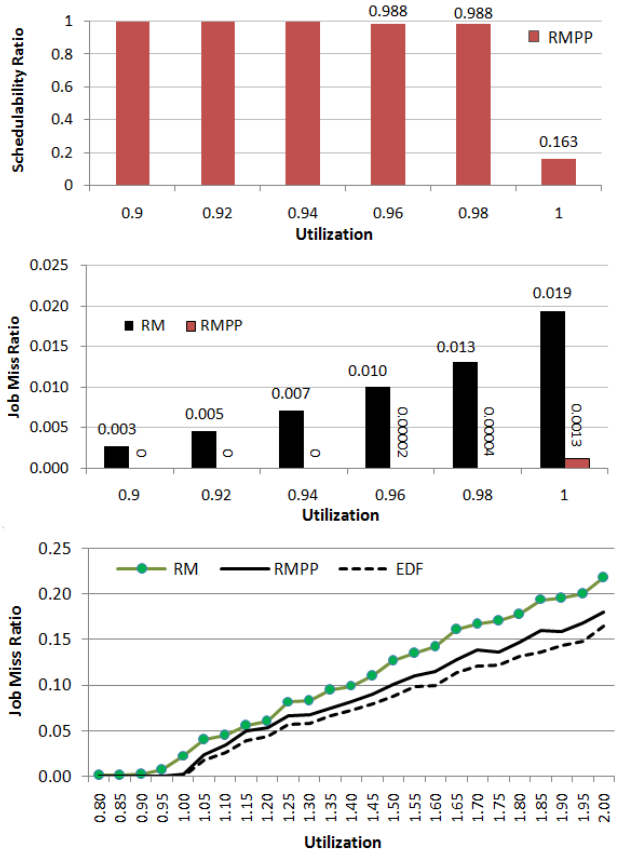 1
0.8
0.6
0.4
0.2
0
Schedulability Ratio
0.988
0.988
0.163
RMPP
0.9 0.92 0.94 0.96 0.98 1
Utilization
0.025
0.020
0.015
0.010
0.005
0.000
Job Miss Ratio
RM RMPP
0.003 0.005 0.007 0.010 0.013 0.019
0 0 0 0.00002 0.00004 0.0013
0.9 0.92 0.94 0.96 0.98 1
Utilization
0.25
0.20
0.15
0.10
0.05
0.00
Job Miss Ratio
RM RMPP EDF
0.80 0.85 0.90 0.95 1.00 1.05 1.10 1.15 1.20 1.25 1.30 1.35 1.40 1.45 1.50 1.55 1.60 1.65 1.70 1.75 1.80 1.85 1.90 1.95 2.00
Utilization